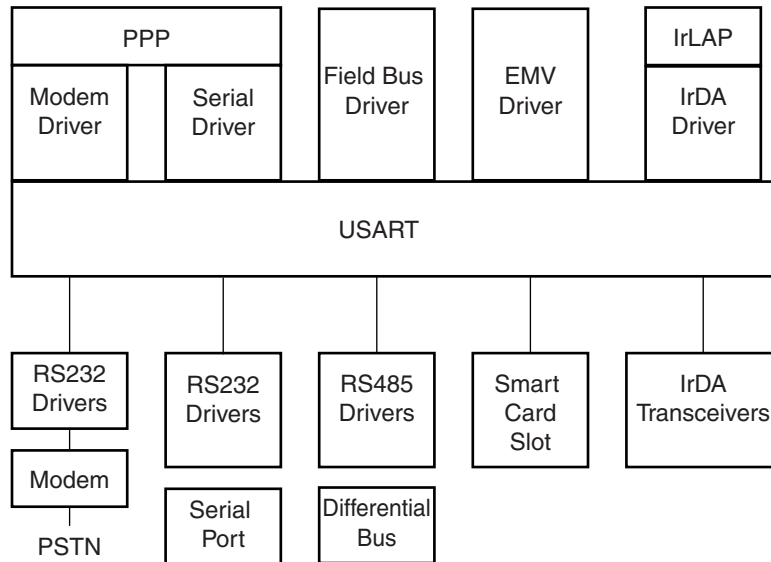 PPP
IrLAP
Modem
Driver
Serial
Driver
Field Bus
Driver
EMV
Driver
IrDA
Driver
USART
RS232
Drivers
RS232
Drivers
RS485
Drivers
Smart
Card
Slot
IrDA
Transceivers
Modem
PSTN
Serial
Port
Differential
Bus